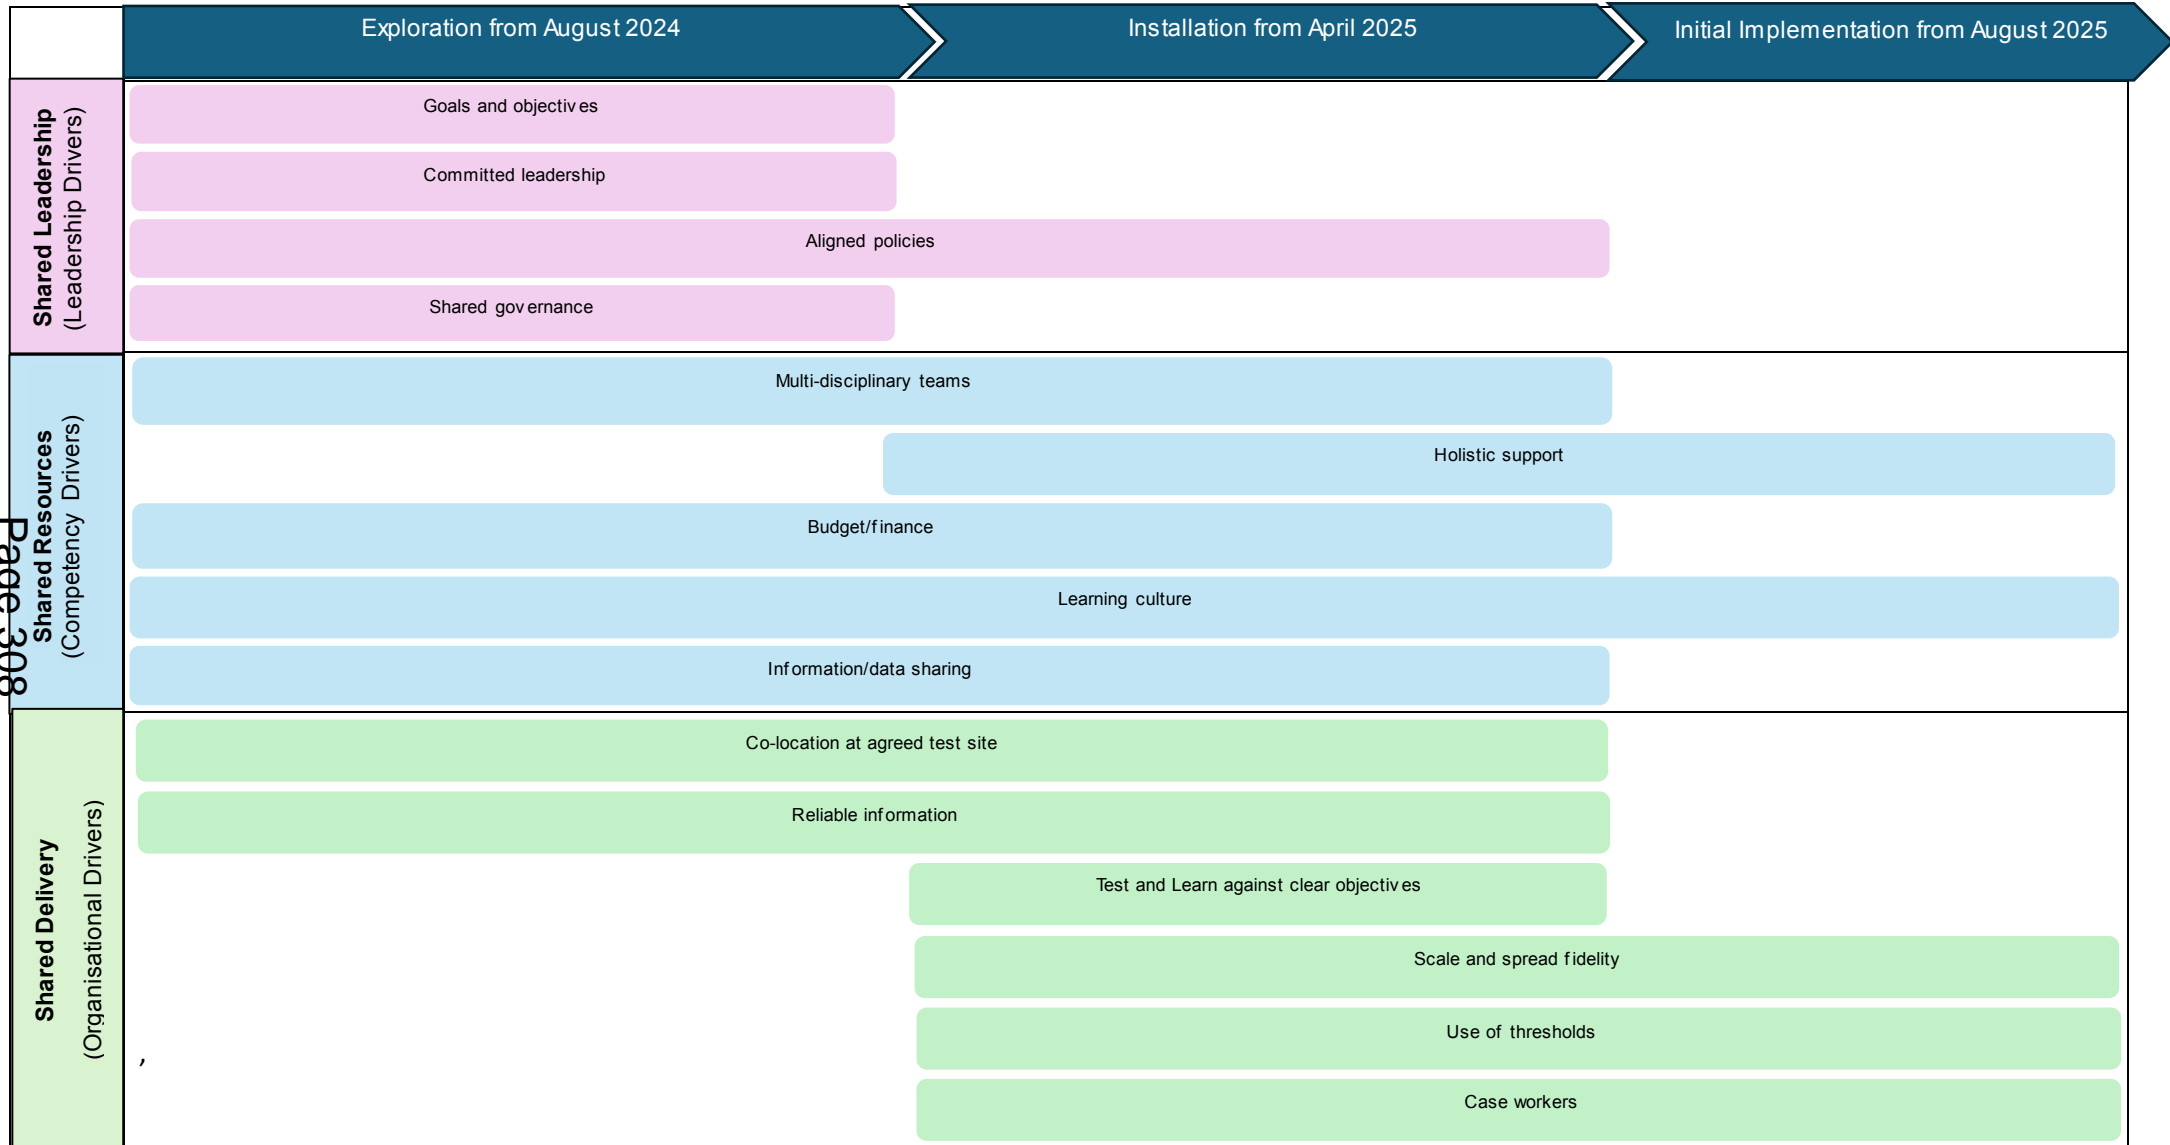 Exploration from August 2024
Installation from April 2025
Initial Implementation from August 2025
Shared Leadership
(Leadership Drivers)
Goals and objectives
Committed leadership
Aligned policies
Shared governance
Shared Resources
(Competency Drivers)
Multi-disciplinary teams
Holistic support
Budget/finance
Learning culture
Information/data sharing
Page 308
Shared Delivery
(Organisational Drivers)
Co-location at agreed test site
Reliable information
Test and Learn against clear objectives
Scale and spread fidelity
Use of thresholds
,
Case workers